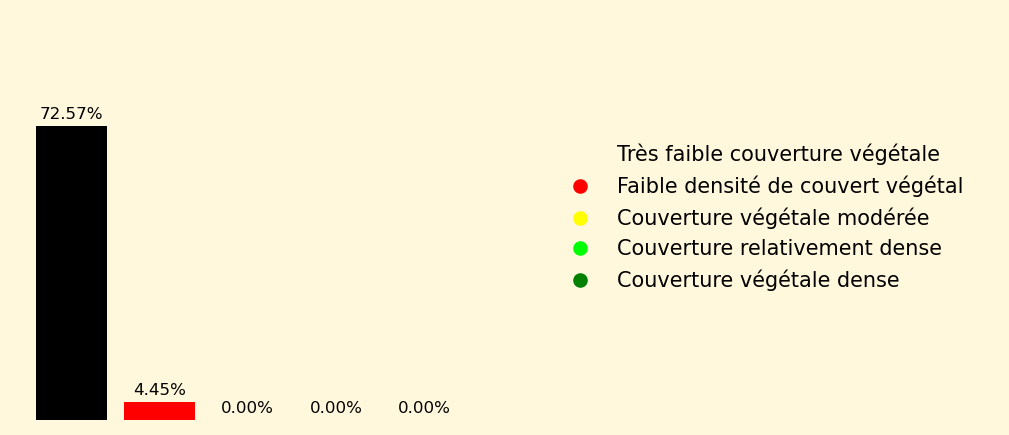 72.57%
4.45%
0.00%
0.00%
0.00%
Très faible couverture végétale
Faible densité de couvert végétal
Couverture végétale modérée
Couverture relativement dense
Couverture végétale dense